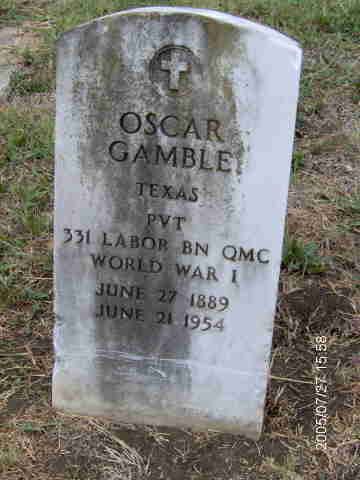 OSCAR
GAMBLE
TEXAS
PVT
331 LABOR BN QMC
WORLD WAR I
JUNE 27 1889
JUNE 21 1954
2005/07/27 15:58